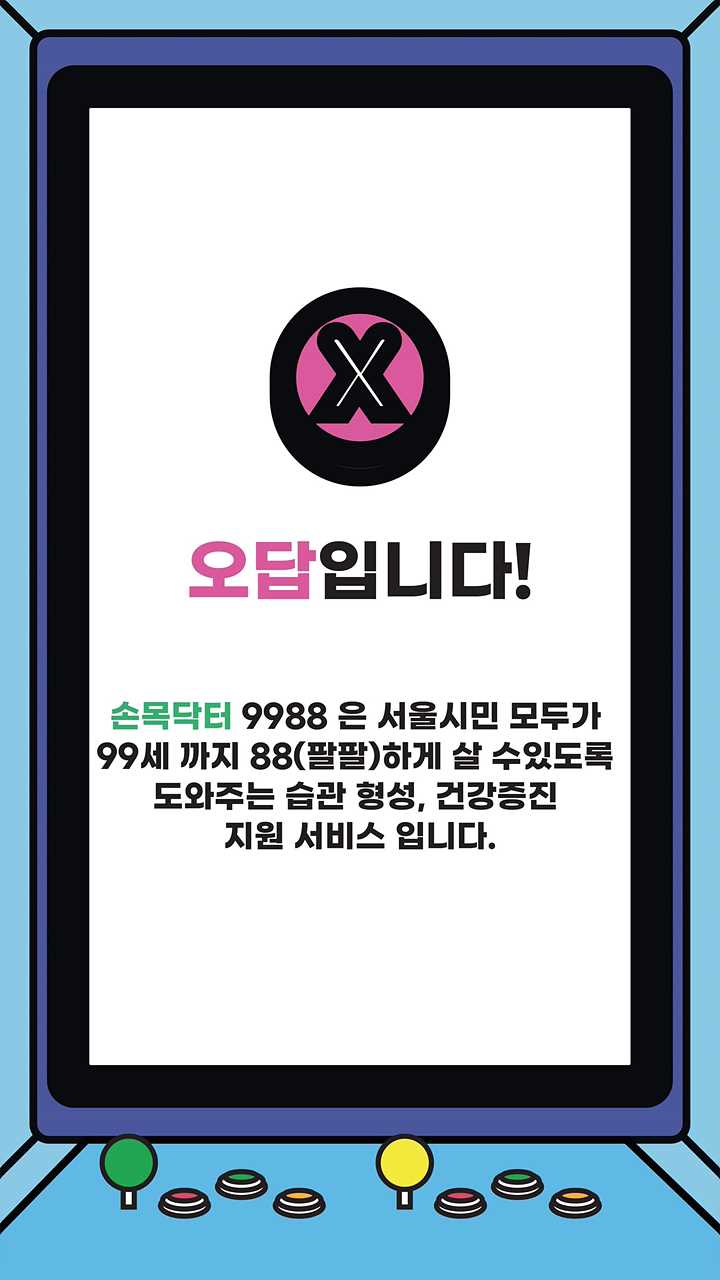 X
오답입니다!
손목닥터 9988 은 서울시민 모두가
99세 까지 88(팔팔)하게 살 수있도록
도와주는 습관 형성, 건강증진
지원 서비스 입니다.